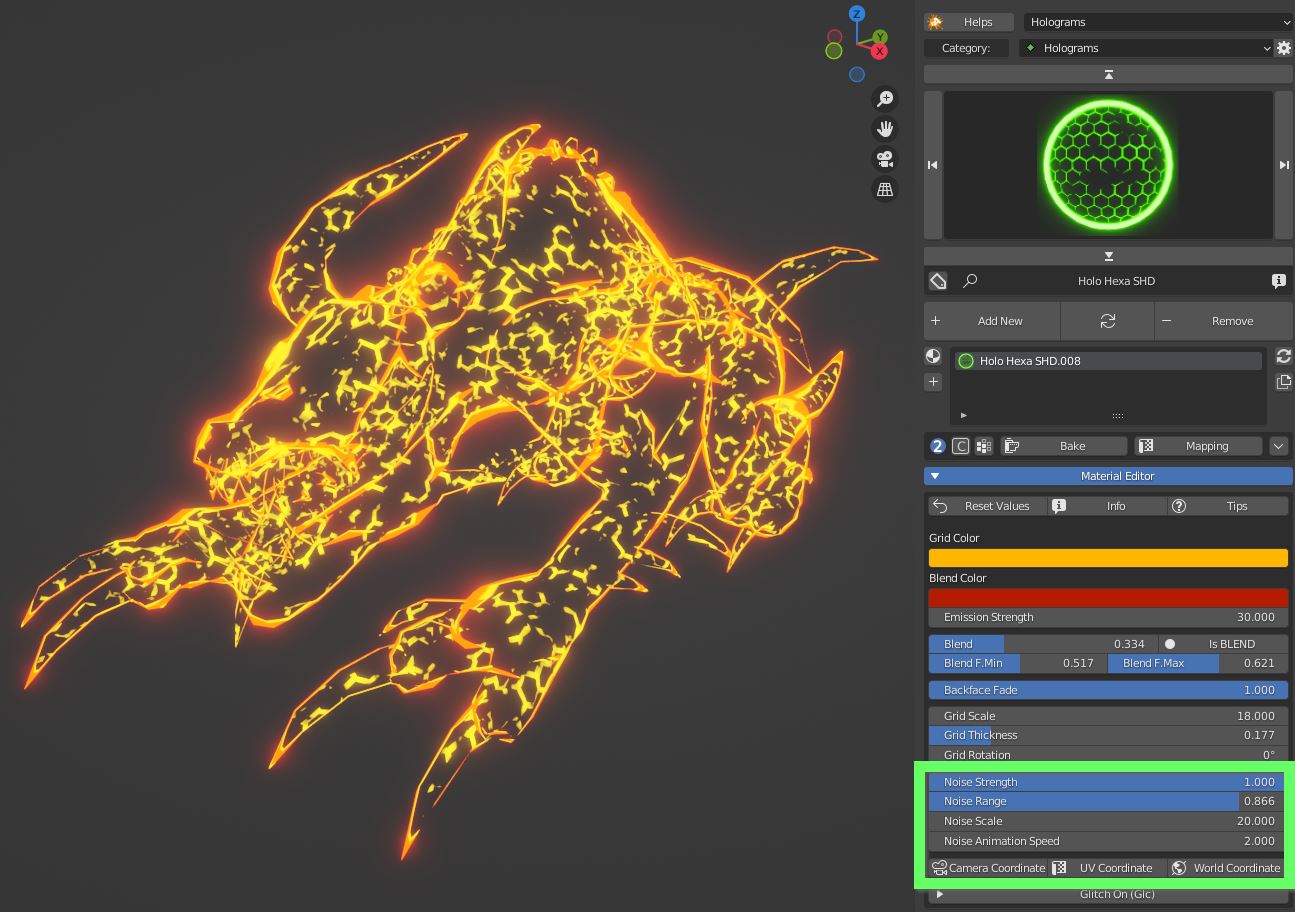 Z
Y
X
Helps
Holograms
Category:
Holograms
Holo Hexa SHD
Add New
Remove
Holo Hexa SHD.008
2
C
Bake
Mapping
Material Editor
Reset Values
Info
Tips
Grid Color
Blend Color
Emission Strength 30.000
Blend 0.334 Is BLEND
Blend F.Min 0.517 Blend F.Max 0.621
Backface Fade 1.000
Grid Scale 18.000
Grid Thickness 0.177
Grid Rotation 0°
Noise Strength 1.000
Noise Range 0.866
Noise Scale 20.000
Noise Animation Speed 2.000
Camera Coordinate UV Coordinate World Coordinate
Glitch On (Glc)